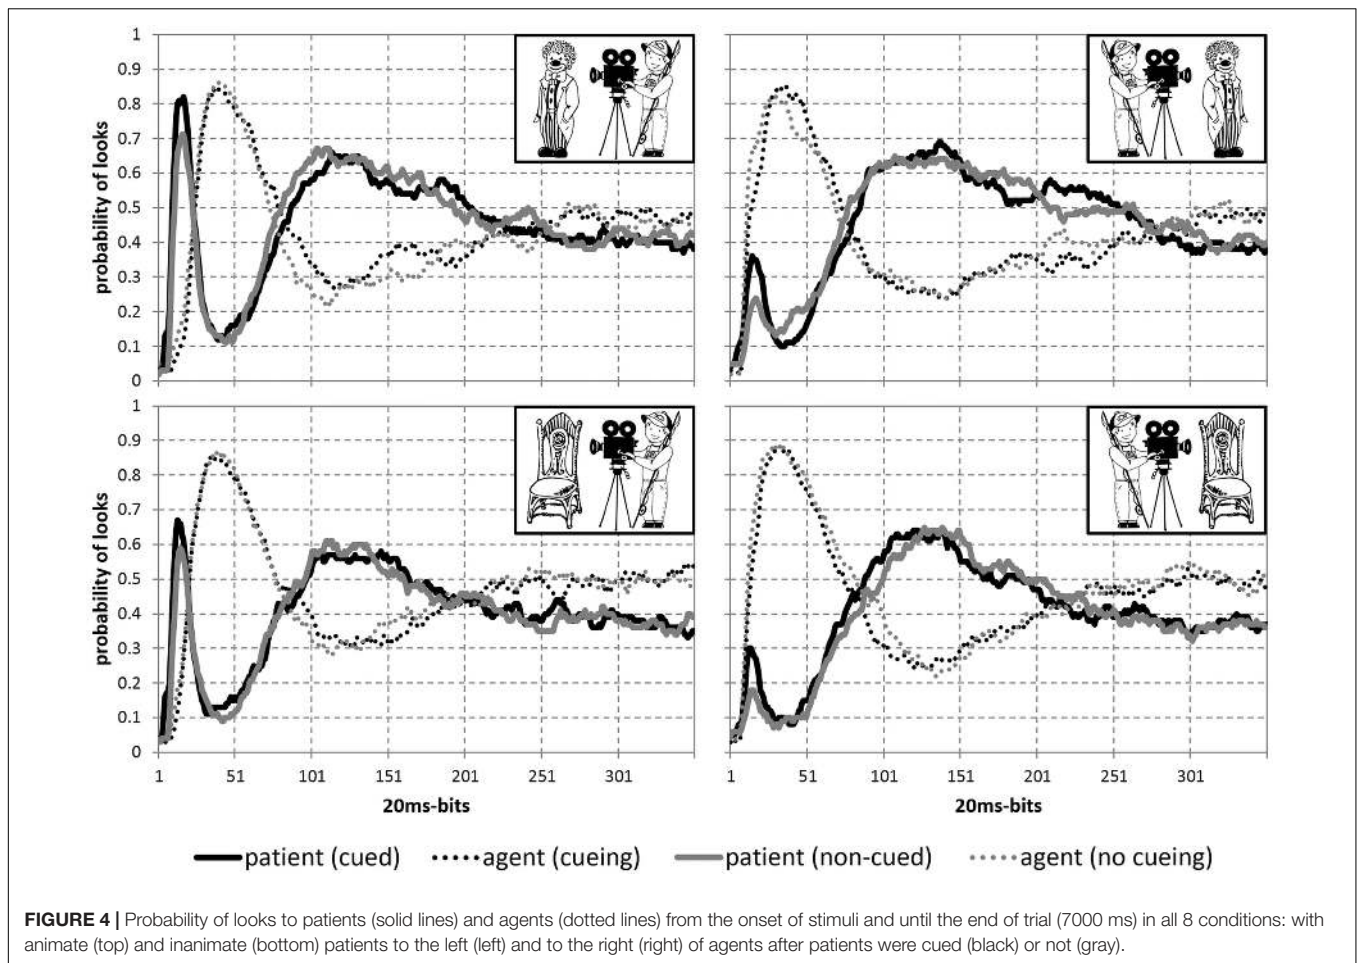 1
0.9
0.8
0.7
0.6
0.5
0.4
0.3
0.2
0.1
0
probability of looks
1
0.9
0.8
0.7
0.6
0.5
0.4
0.3
0.2
0.1
0
probability of looks
1 51 101 151 201 251 301
20ms-bits
1 51 101 151 201 251 301
20ms-bits
patient (cued) agent (cueing) patient (non-cued) agent (no cueing)
FIGURE 4 | Probability of looks to patients (solid lines) and agents (dotted lines) from the onset of stimuli and until the end of trial (7000 ms) in all 8 conditions: with
animate (top) and inanimate (bottom) patients to the left (left) and to the right (right) of agents after patients were cued (black) or not (gray).